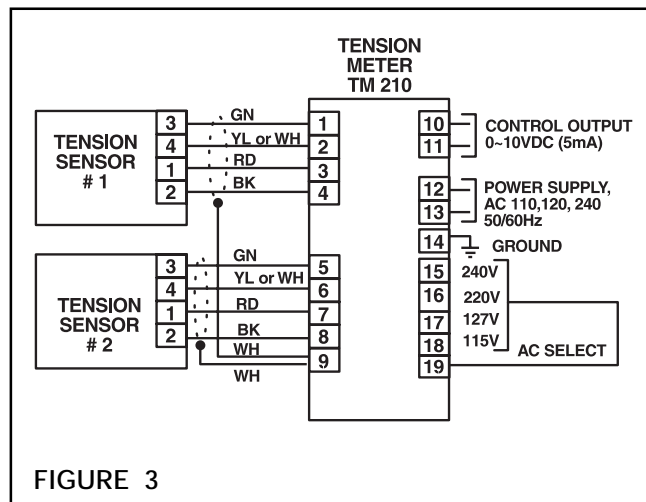 TENSION
METER
TM 210
TENSION
SENSOR
# 1
3
4
1
2
GN
YL or WH
RD
BK
1
2
3
4
10
11
CONTROL OUTPUT
0~10VDC (5mA)
12
13
POWER SUPPLY,
AC 110,120, 240
50/60Hz
14
GROUND
TENSION
SENSOR
# 2
3
4
1
2
GN
YL or WH
RD
BK
WH
WH
5
6
7
8
9
15
16
17
18
19
240V
220V
127V
115V
AC SELECT
FIGURE 3